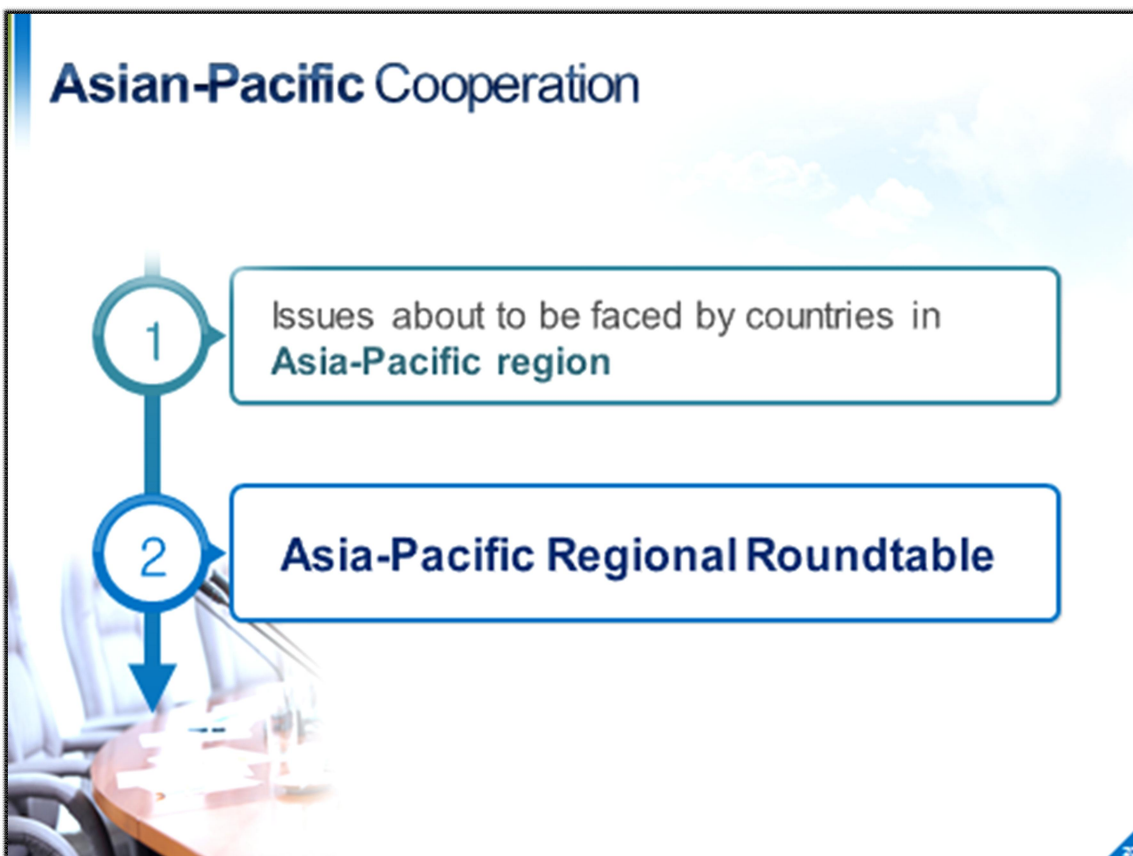 Asian-Pacific Cooperation
1
Issues about to be faced by countries in
Asia-Pacific region
2
Asia-Pacific Regional Roundtable